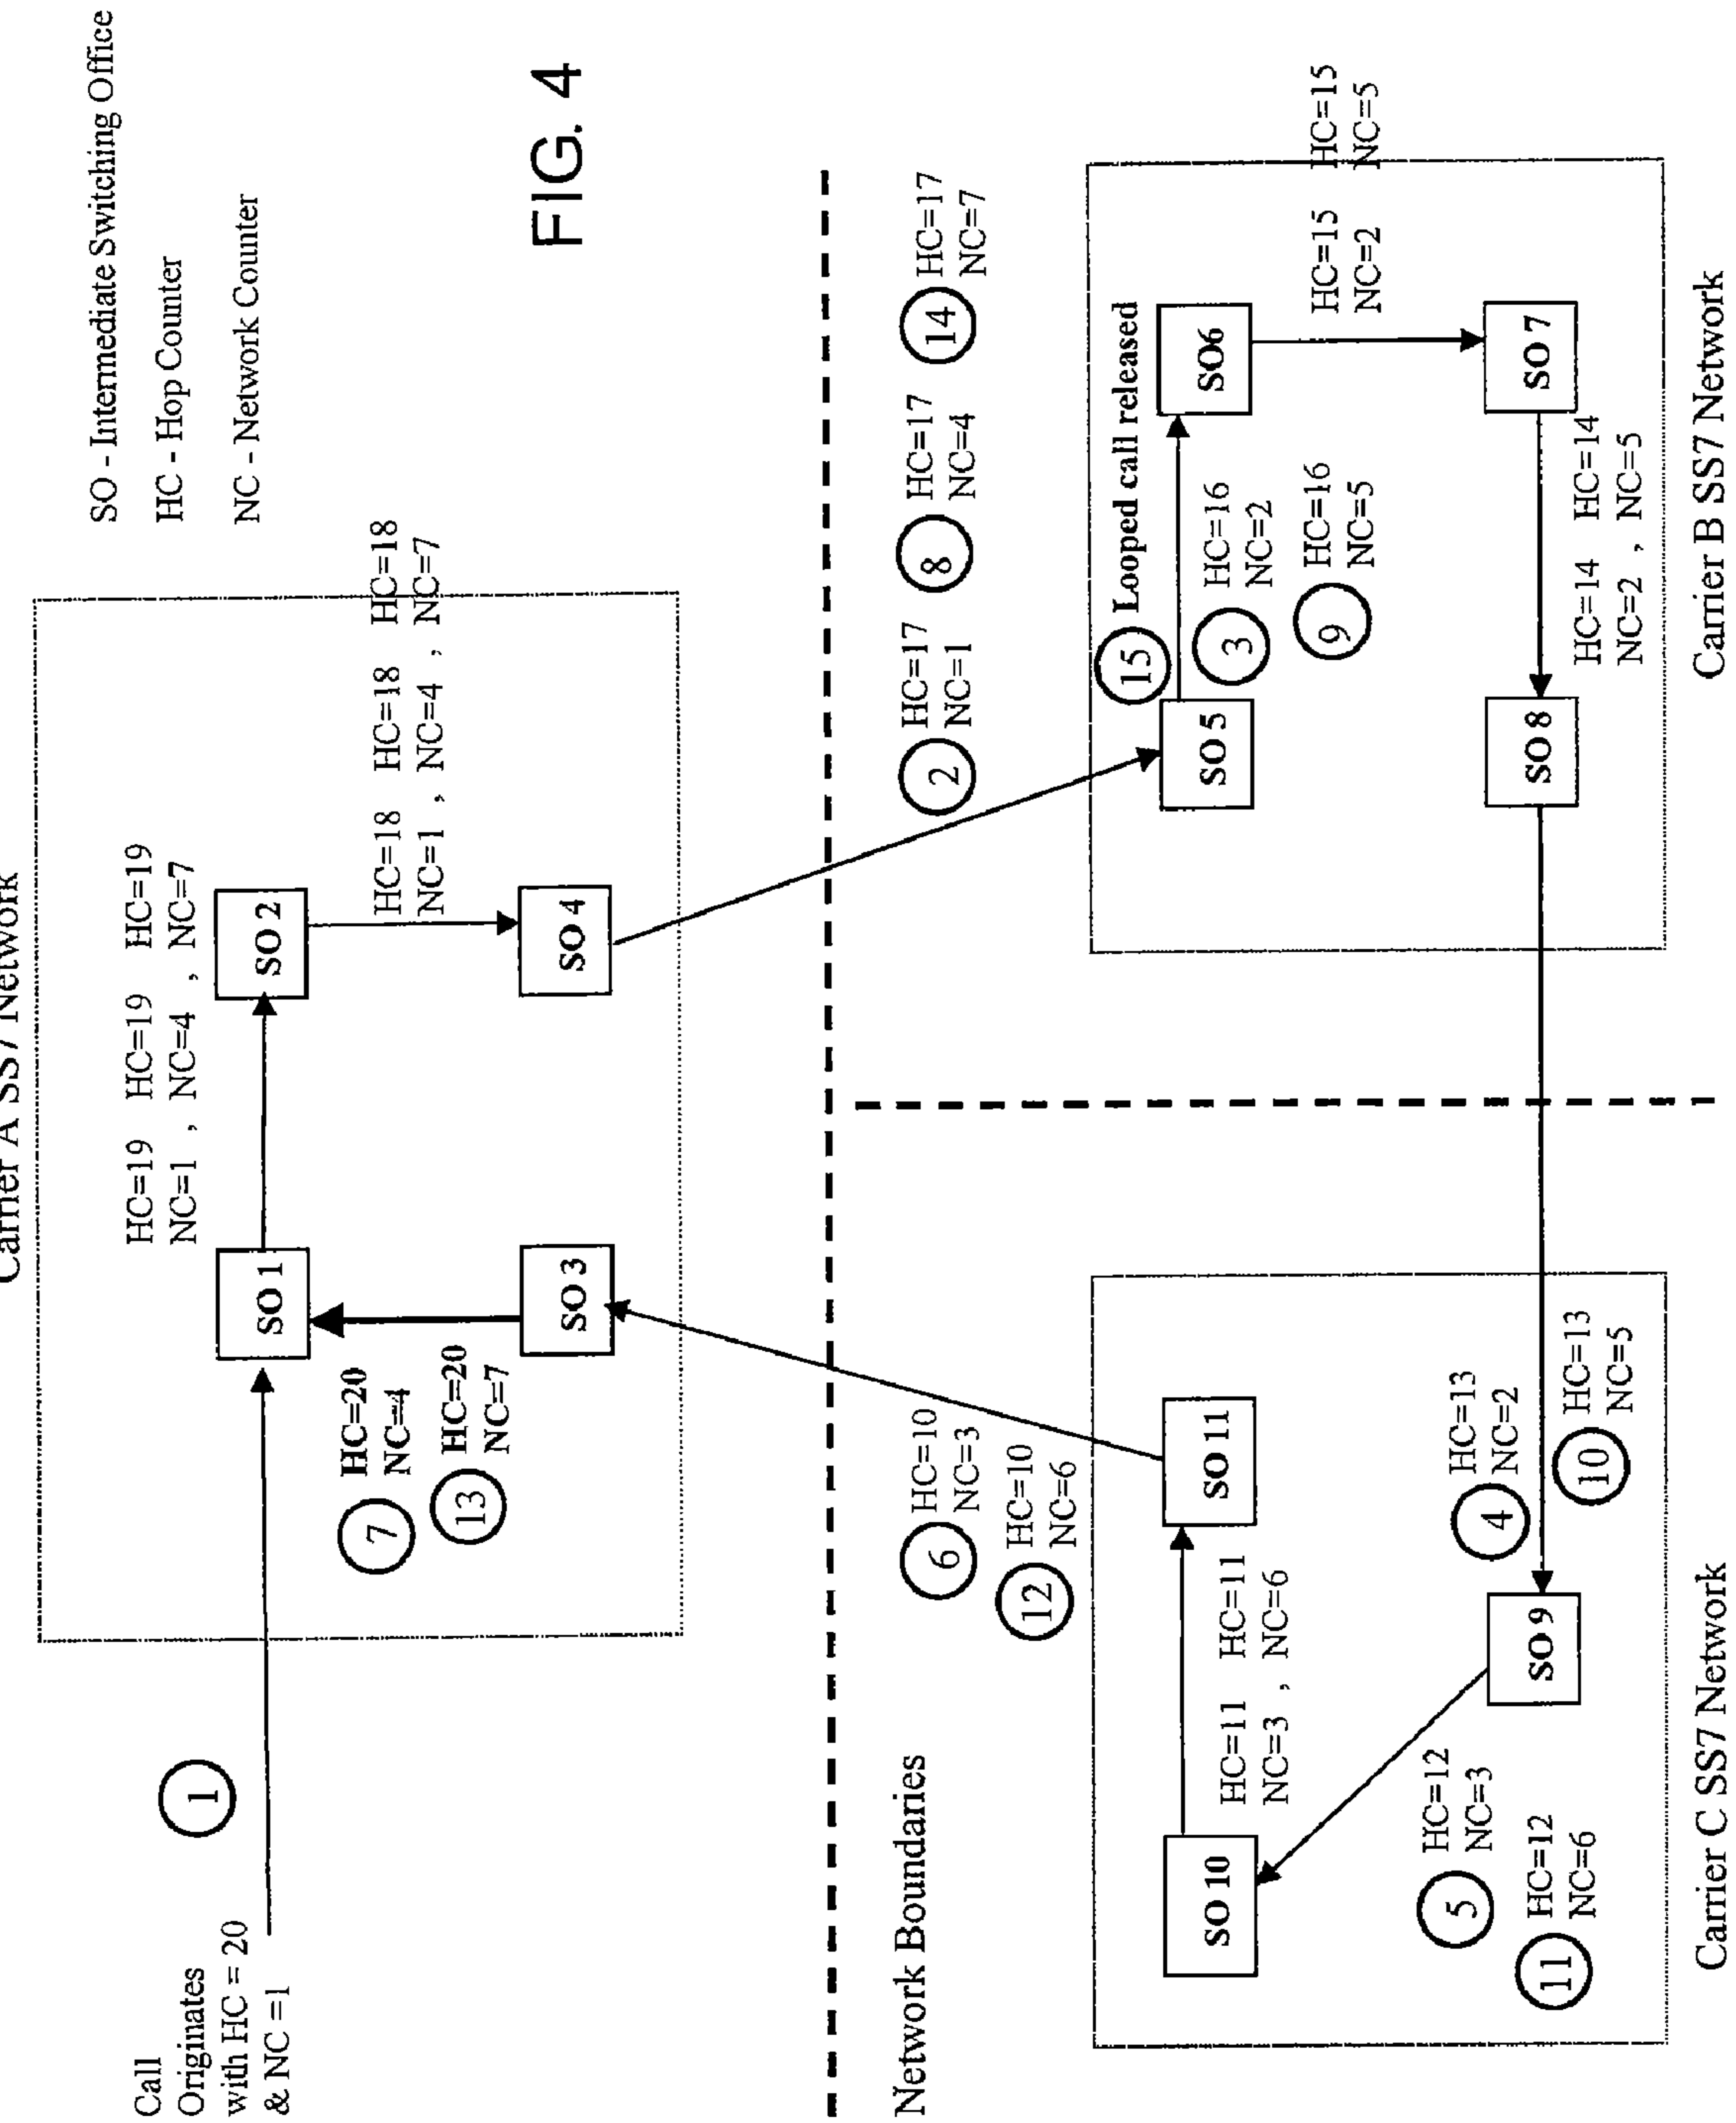 Carrier A SS7 Network
SO - Intermediate Switching Office
HC - Hop Counter
NC - Network Counter
FIG. 4
Call
Originates
with HC = 20
& NC =1
1
HC=19 HC=19 HC=19
NC=1 , NC=4 , NC=7
SO 1
SO 2
HC=18 HC=18 HC=18
NC=1 , NC=4 , NC=7
7
HC=20
NC=4
13
HC=20
NC=7
SO 3
SO 4
Network Boundaries
6
HC=10
NC=3
12
HC=10
NC=6
2
HC=17
NC=1
8
HC=17
NC=4
14
HC=17
NC=7
SO 10
SO 11
HC=11 HC=11
NC=3 , NC=6
5
HC=12
NC=3
11
HC=12
NC=6
4
HC=13
NC=2
10
HC=13
NC=5
SO 9
Carrier C SS7 Network
15
Looped call released
SO 5
SO6
3
HC=16
NC=2
9
HC=16
NC=5
HC=15 HC=15
NC=2 NC=5
SO 8
SO 7
HC=14 HC=14
NC=2 , NC=5
Carrier B SS7 Network